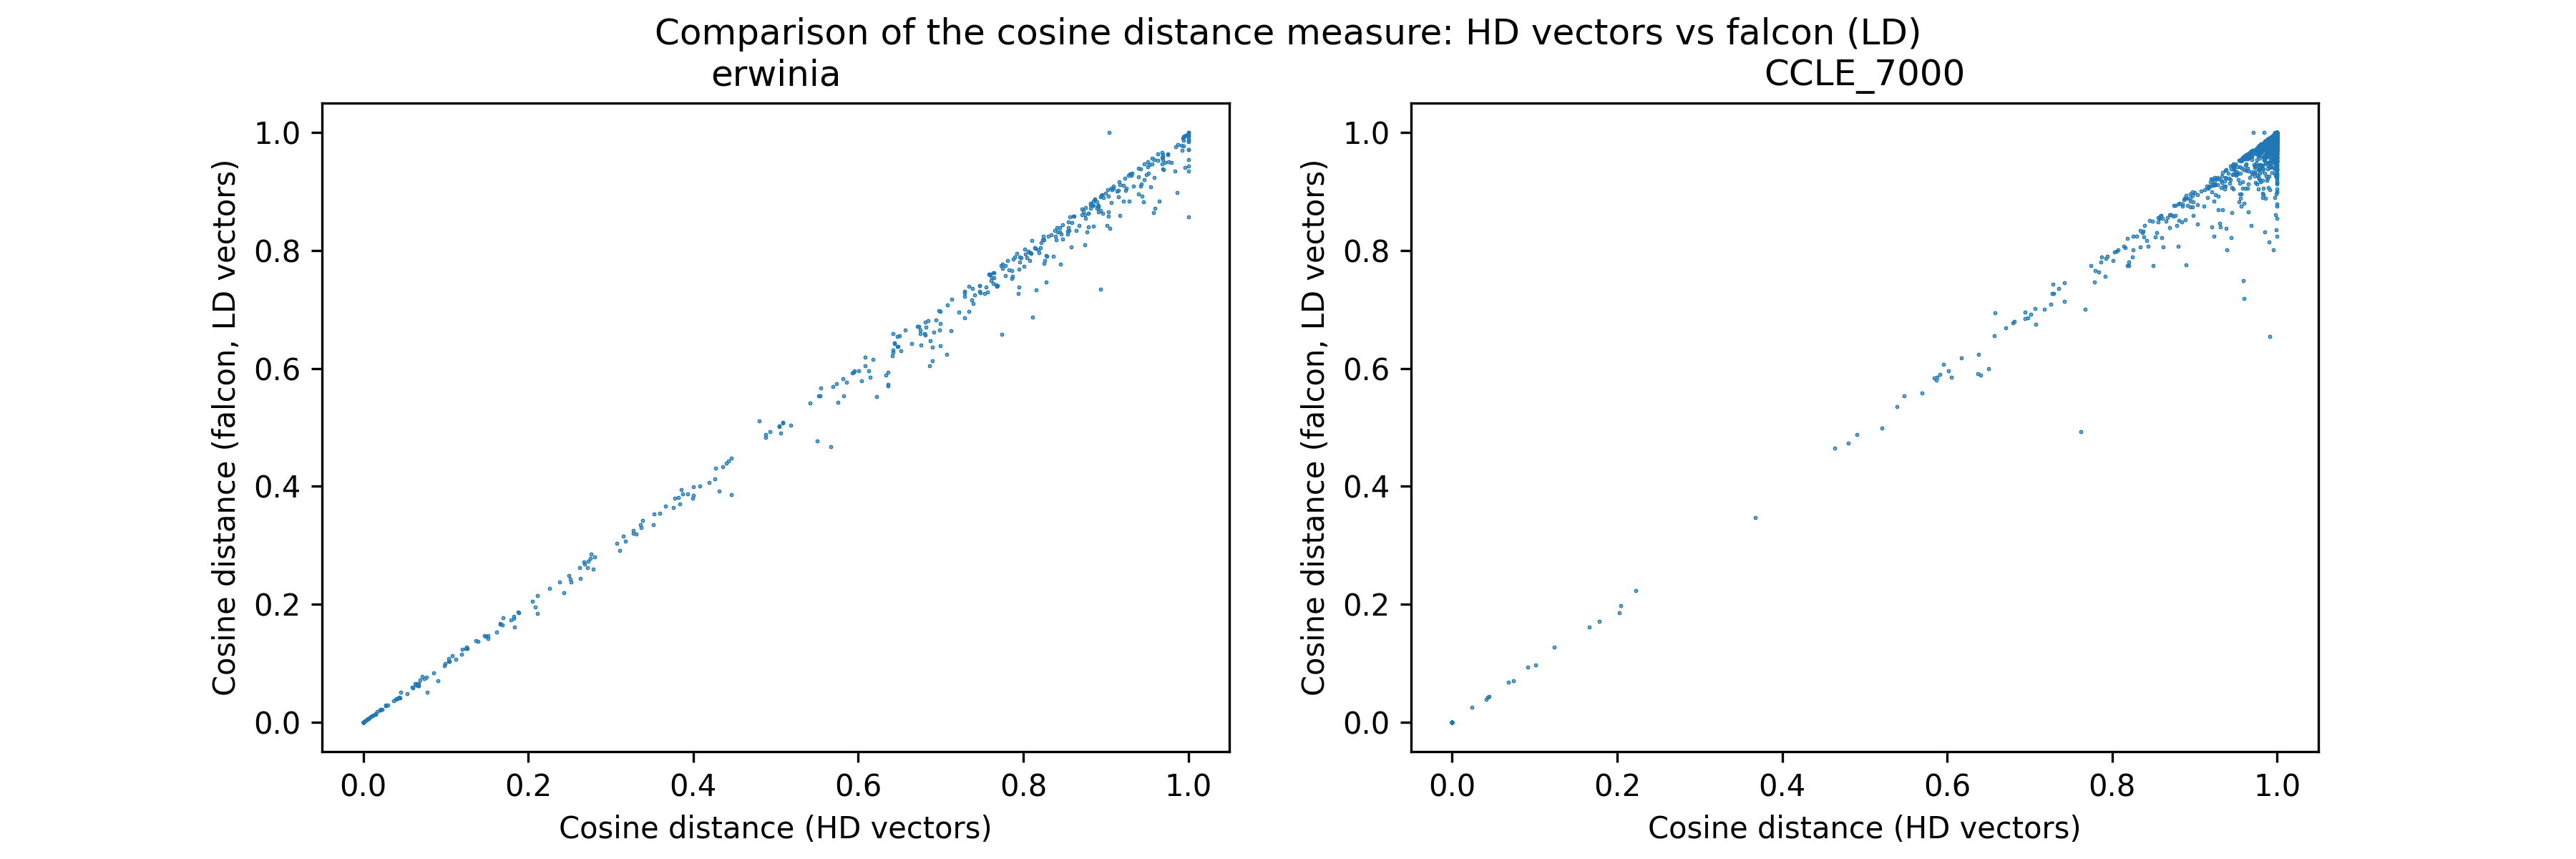 Comparison of the cosine distance measure: HD vectors vs falcon (LD)
erwinia
1.0
0.8
0.6
0.4
0.2
0.0
Cosine distance (falcon, LD vectors)
0.0 0.2 0.4 0.6 0.8 1.0
Cosine distance (HD vectors)
CCLE_7000
1.0
0.8
0.6
0.4
0.2
0.0
Cosine distance (falcon, LD vectors)
0.0 0.2 0.4 0.6 0.8 1.0
Cosine distance (HD vectors)